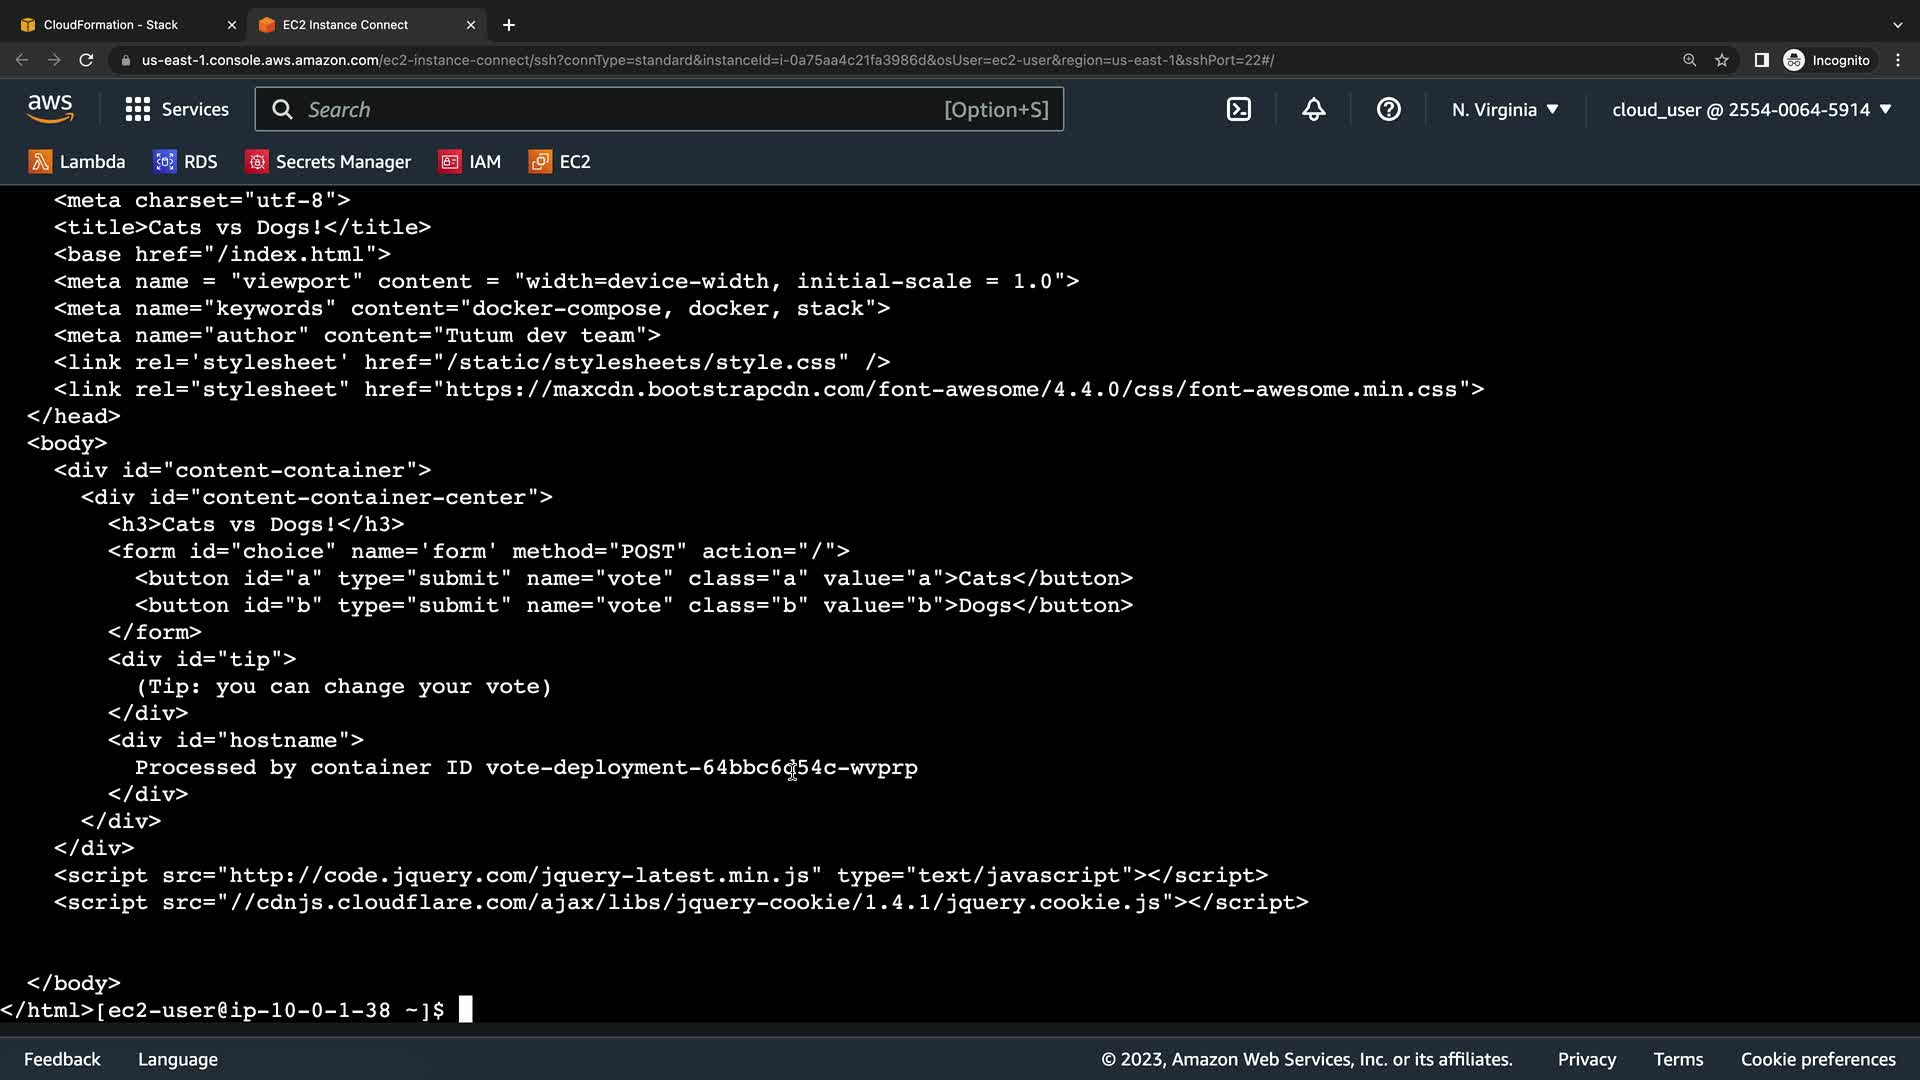 CloudFormation - Stack
EC2 Instance Connect
us-east-1.console.aws.amazon.com/ec2-instance-connect/ssh?connType=standard&instanceId=i-0a75aa4c21fa3986d&osUser=ec2-user&region=us-east-1&sshPort=22#/
Incognito
aws
Services
Search
[Option+S]
N. Virginia
cloud_user @ 2554-0064-5914
Lambda
RDS
Secrets Manager
IAM
EC2
<meta charset="utf-8">
<title>Cats vs Dogs!</title>
<base href="/index.html">
<meta name = "viewport" content = "width=device-width, initial-scale = 1.0">
<meta name="keywords" content="docker-compose, docker, stack">
<meta name="author" content="Tutum dev team">
<link rel='stylesheet' href="/static/stylesheets/style.css" />
<link rel="stylesheet" href="https://maxcdn.bootstrapcdn.com/font-awesome/4.4.0/css/font-awesome.min.css">
</head>
<body>
<div id="content-container">
<div id="content-container-center">
<h3>Cats vs Dogs!</h3>
<form id="choice" name='form' method="POST" action="/">
<button id="a" type="submit" name="vote" class="a" value="a">Cats</button>
<button id="b" type="submit" name="vote" class="b" value="b">Dogs</button>
</form>
<div id="tip">
(Tip: you can change your vote)
</div>
<div id="hostname">
Processed by container ID
</div>
</div>
</div>
<script src="http://code.jquery.com/jquery-latest.min.js" type="text/javascript"></script>
<script src="//cdnjs.cloudflare.com/ajax/libs/jquery-cookie/1.4.1/jquery.cookie.js"></script>
</body>
</html>[ec2-user@ip-10-0-1-38 ~]$
Feedback
Language
© 2023, Amazon Web Services, Inc. or its affiliates.
Privacy
Terms
Cookie preferences